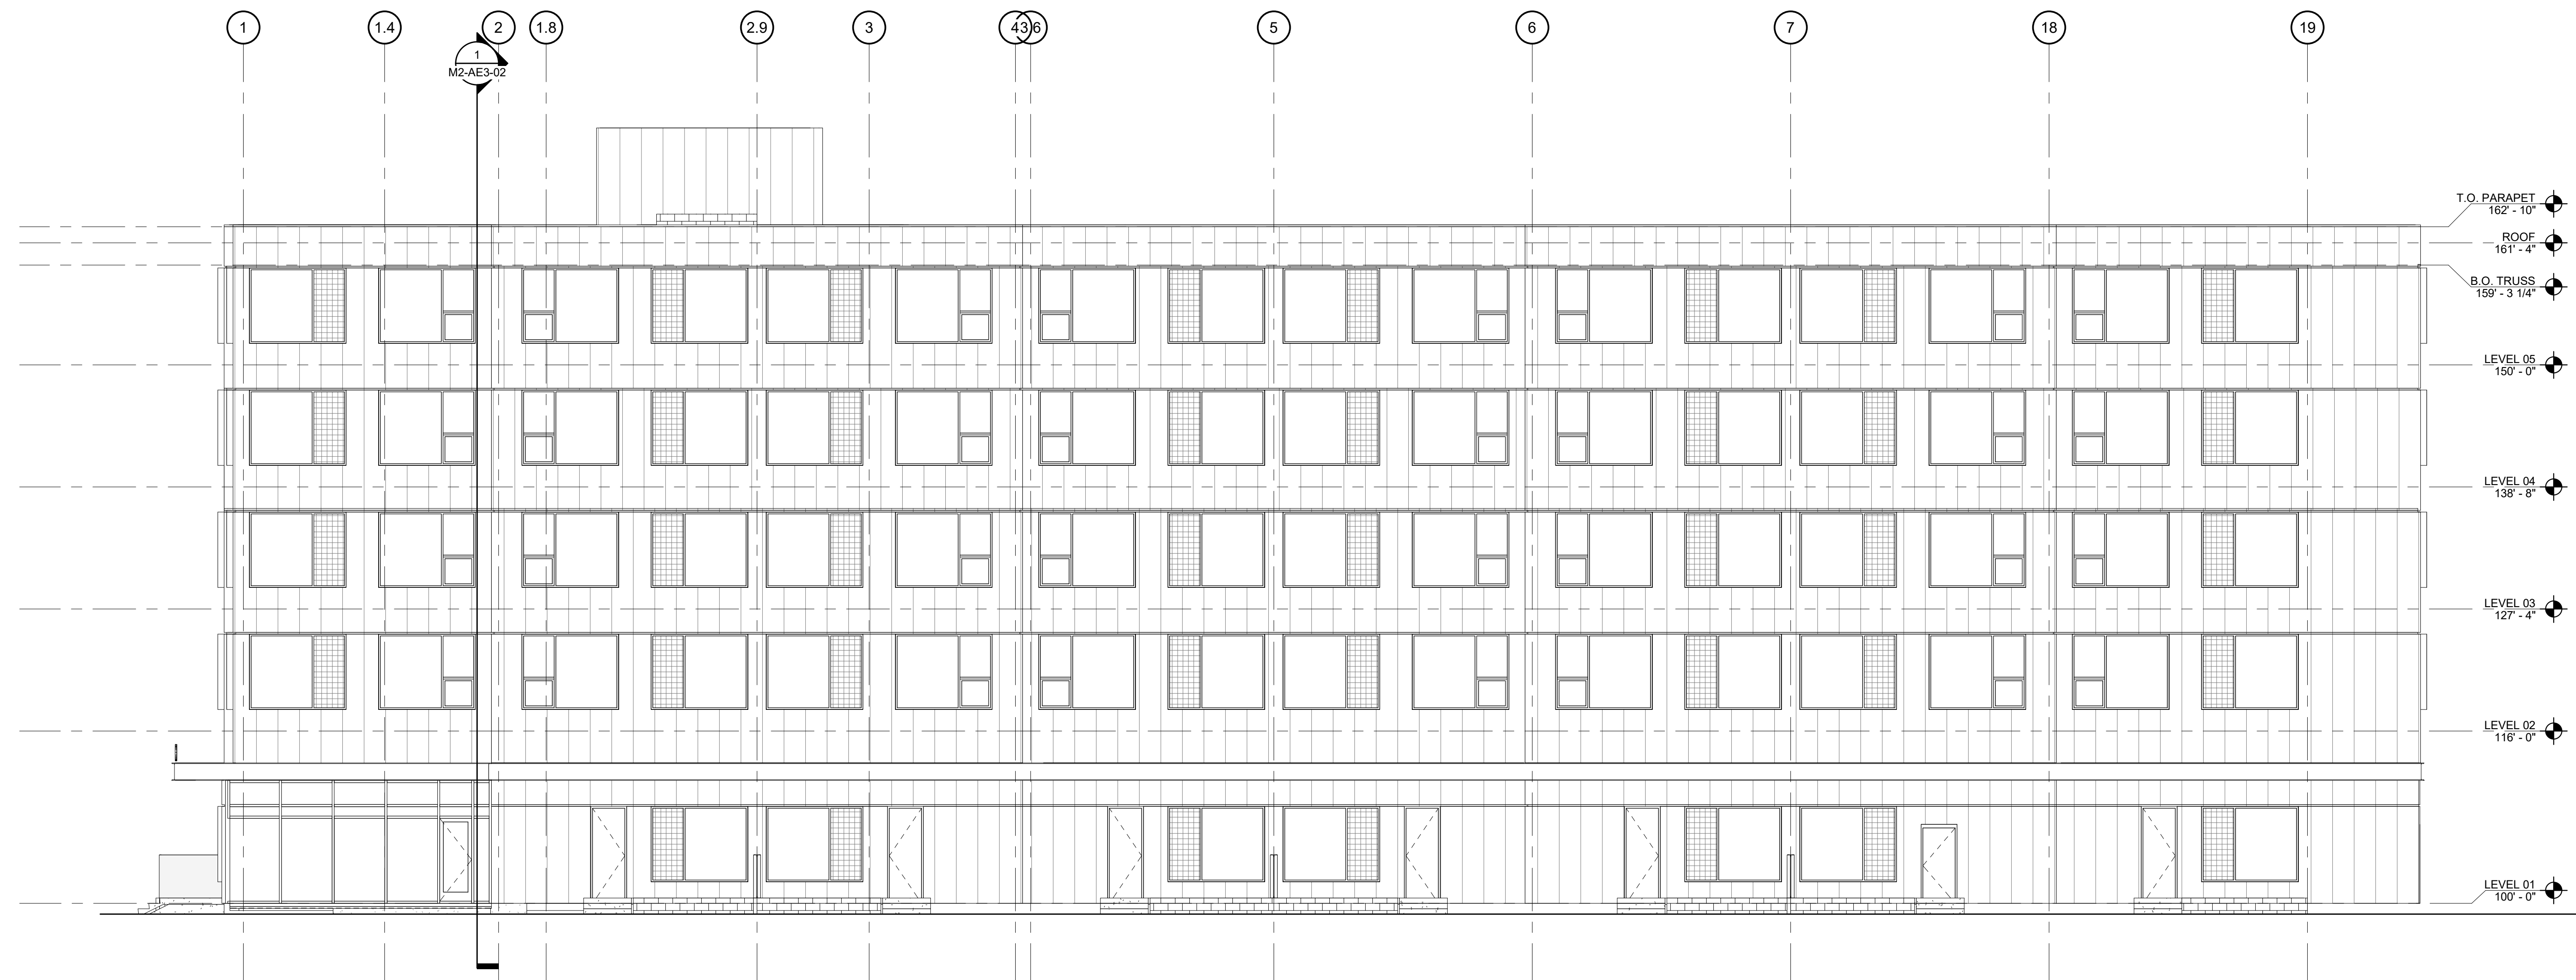 1
1.4
2
1.8
2.9
3
43
6
5
6
7
18
19
1
M2-AE3-02
T.O. PARAPET
162' - 10"
ROOF
161' - 4"
B.O. TRUSS
159' - 3 1/4"
LEVEL 05
150' - 0"
LEVEL 04
138' - 8"
LEVEL 03
127' - 4"
LEVEL 02
116' - 0"
LEVEL 01
100' - 0"